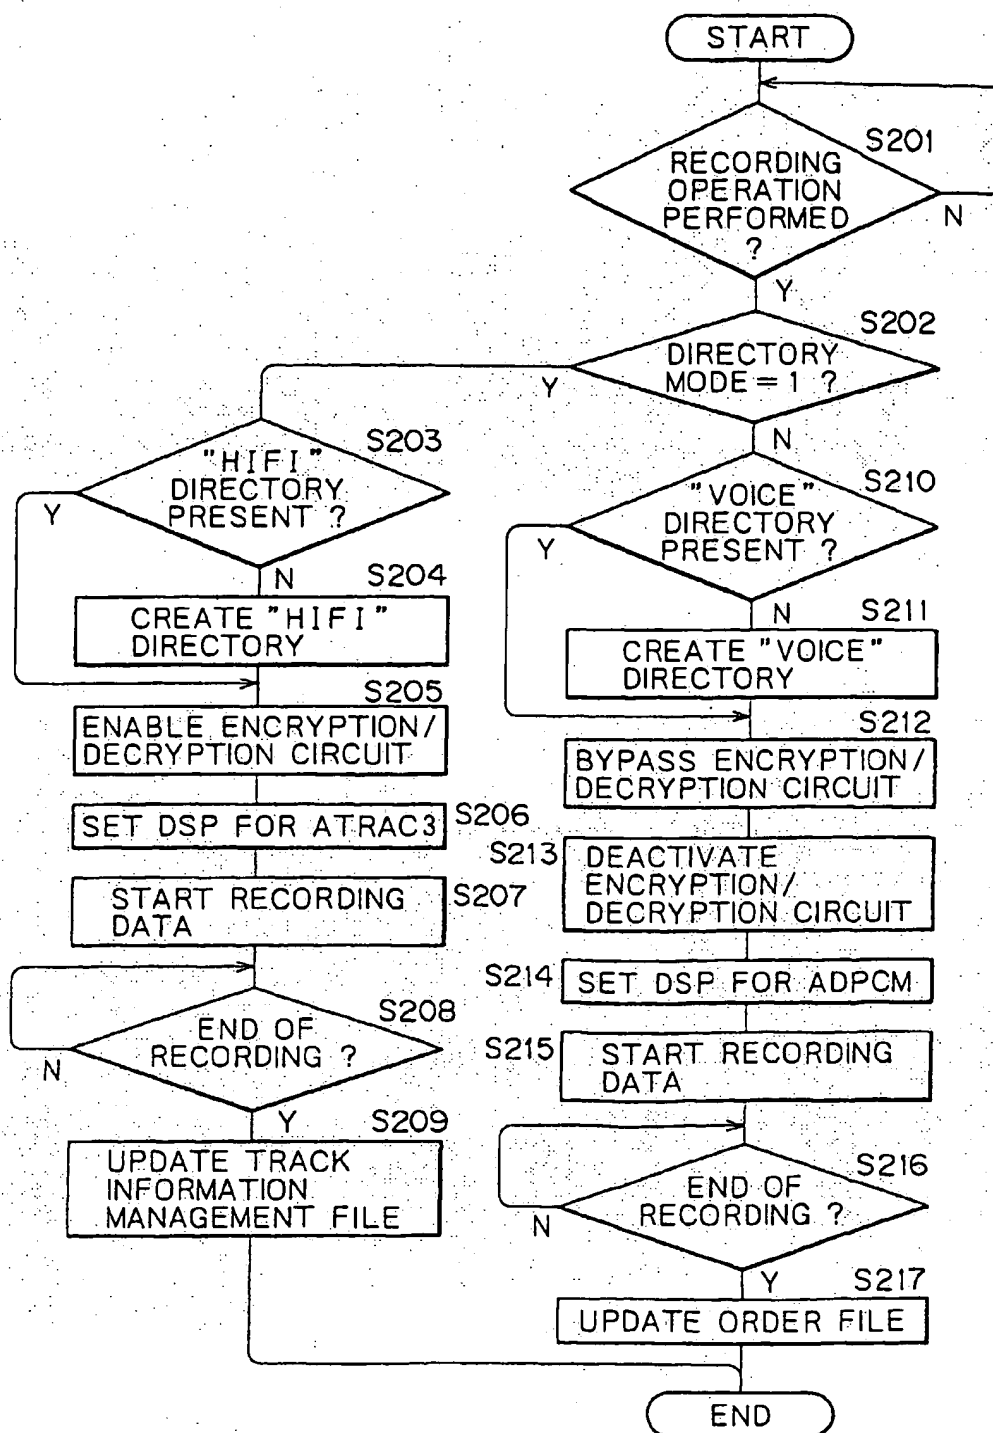 START
S201
RECORDING
OPERATION
PERFORMED
?
N
Y
S202
DIRECTORY
MODE = 1 ?
Y
N
S203
"HIFI"
DIRECTORY
PRESENT ?
Y
N
S204
CREATE "HIFI"
DIRECTORY
S205
ENABLE ENCRYPTION/
DECRYPTION CIRCUIT
SET DSP FOR ATRAC3
S206
START RECORDING
DATA
S207
S208
END OF
RECORDING ?
N
Y
S209
UPDATE TRACK
INFORMATION
MANAGEMENT FILE
S210
"VOICE"
DIRECTORY
PRESENT ?
Y
N
S211
CREATE "VOICE"
DIRECTORY
S212
BYPASS ENCRYPTION/
DECRYPTION CIRCUIT
S213
DEACTIVATE
ENCRYPTION/
DECRYPTION CIRCUIT
S214
SET DSP FOR ADPCM
S215
START RECORDING
DATA
S216
END OF
RECORDING ?
N
Y
S217
UPDATE ORDER FILE
END